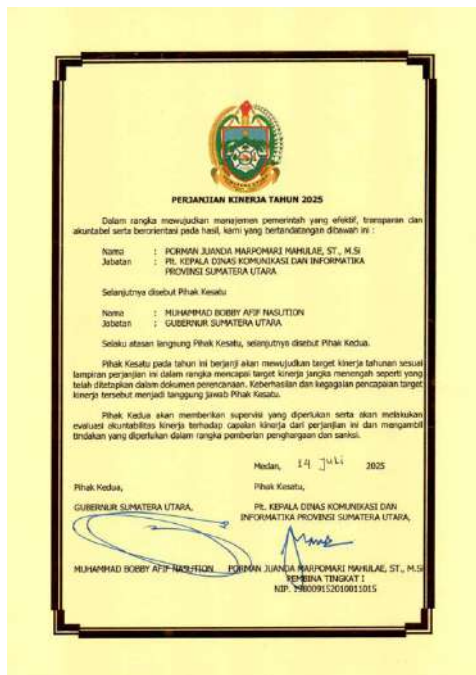 PERJANJIAN KINERJA TAHUN 2025
Dalam rangka mewujudkan manajemen pemerintah yang efektif, transparan dan
akuntabel serta berorientasi pada hasil, kami yang bertandatangan dibawah ini :
Nama : PORMAN JUANDA MARPOMARI MAHULAE, ST., M.Si
Jabatan : Plt. KEPALA DINAS KOMUNIKASI DAN INFORMATIKA
PROVINSI SUMATERA UTARA
Selanjutnya disebut Pihak Kesatu
Nama : MUHAMMAD BOBBY AFIF NASUTION
Jabatan : GUBERNUR SUMATERA UTARA
Selaku atasan langsung Pihak Kesatu, selanjutnya disebut Pihak Kedua.
Pihak Kesatu pada tahun ini berjanji akan mewujudkan target kinerja tahunan sesuai
lampiran perjanjian ini dalam rangka mencapai target kinerja jangka menengah seperti yang
telah ditetapkan dalam dokumen perencanaan. Keberhasilan dan kegagalan pencapaian target
kinerja tersebut menjadi tanggung jawab Pihak Kesatu.
Pihak Kedua akan memberikan supervisi yang diperlukan serta akan melakukan
evaluasi akuntabilitas kinerja terhadap capaian kinerja dari perjanjian ini dan mengambil
tindakan yang diperlukan dalam rangka pemberian penghargaan dan sanksi.
Medan, 14 Juli 2025
Pihak Kedua, Pihak Kesatu,
GUBERNUR SUMATERA UTARA, Plt. KEPALA DINAS KOMUNIKASI DAN
INFORMATIKA PROVINSI SUMATERA UTARA,
MUHAMMAD BOBBY AFIF NASUTION PORMAN JUANDA MARPOMARI MAHULAE, ST., M.Si
PEMBINA TINGKAT I
NIP. 198009152010011015